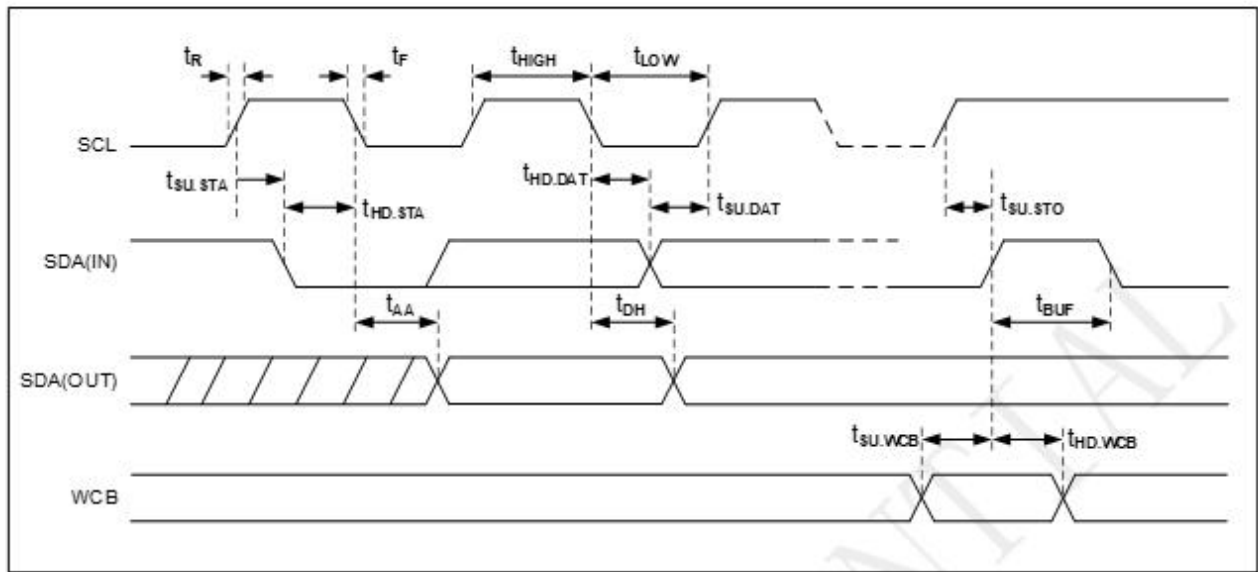 tR tF tHIGH tLOW
SCL
tSU.STA tHD.STA tHD.DAT tSU.DAT tSU.STO
SDA(IN)
tAA tDH tBUF
SDA(OUT)
tSU.WCB tHD.WCB
WCB
NTIAL